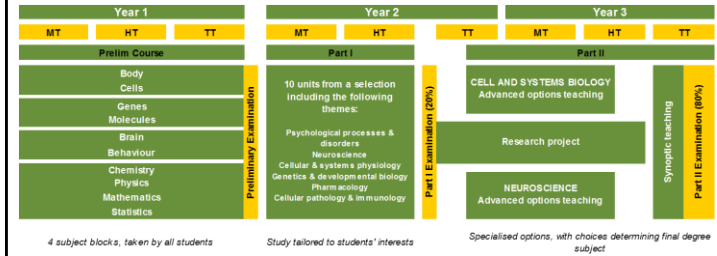 Year 1
Year 2
Year 3
MT
HT
TT
MT
HT
TT
MT
HT
TT
Prelim Course
Part I
Part II
Body
Cells
Genes
Molecules
Brain
Behaviour
Chemistry
Physics
Mathematics
Statistics
Preliminary Examination
10 units from a selection
including the following
themes:
Psychological processes &
disorders
Neuroscience
Cellular & systems physiology
Genetics & developmental biology
Pharmacology
Cellular pathology & immunology
Part I Examination (20%)
CELL AND SYSTEMS BIOLOGY
Advanced options teaching
Research project
NEUROSCIENCE
Advanced options teaching
Synoptic teaching
Part II Examination (80%)
4 subject blocks, taken by all students
Study tailored to students' interests
Specialised options, with choices determining final degree
subject